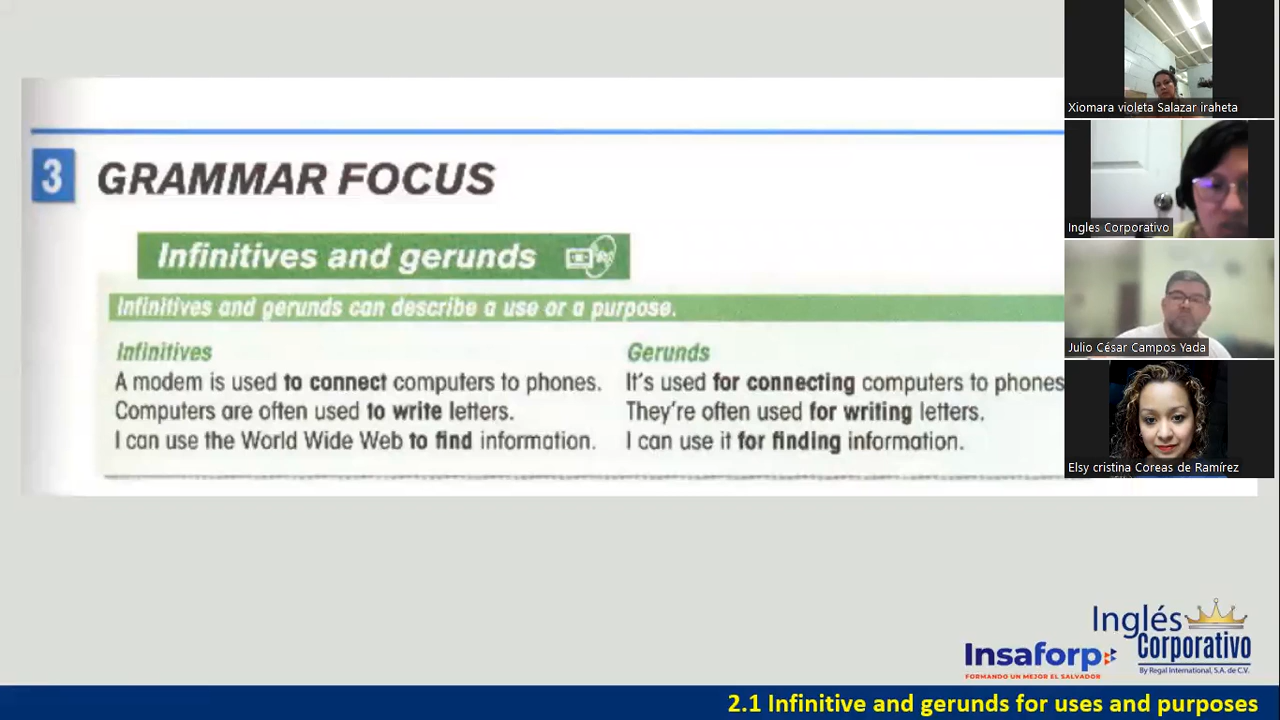 3 GRAMMAR FOCUS
Infinitives and gerunds
Infinitives and gerunds can describe a use or a purpose.
Infinitives
A modem is used to connect computers to phones.
Computers are often used to write letters.
I can use the World Wide Web to find information.
Gerunds
It's used for connecting computers to phones
They're often used for writing letters.
I can use it for finding information.
Xiomara violeta Salazar iraheta
Ingles Corporativo
Julio César Campos Yada
Elsy cristina Coreas de Ramírez
Insaforp
FORMANDO UN MEJOR EL SALVADOR
Inglés
Corporativo
By Regal International, S.A. de C.V.
2.1 Infinitive and gerunds for uses and purposes